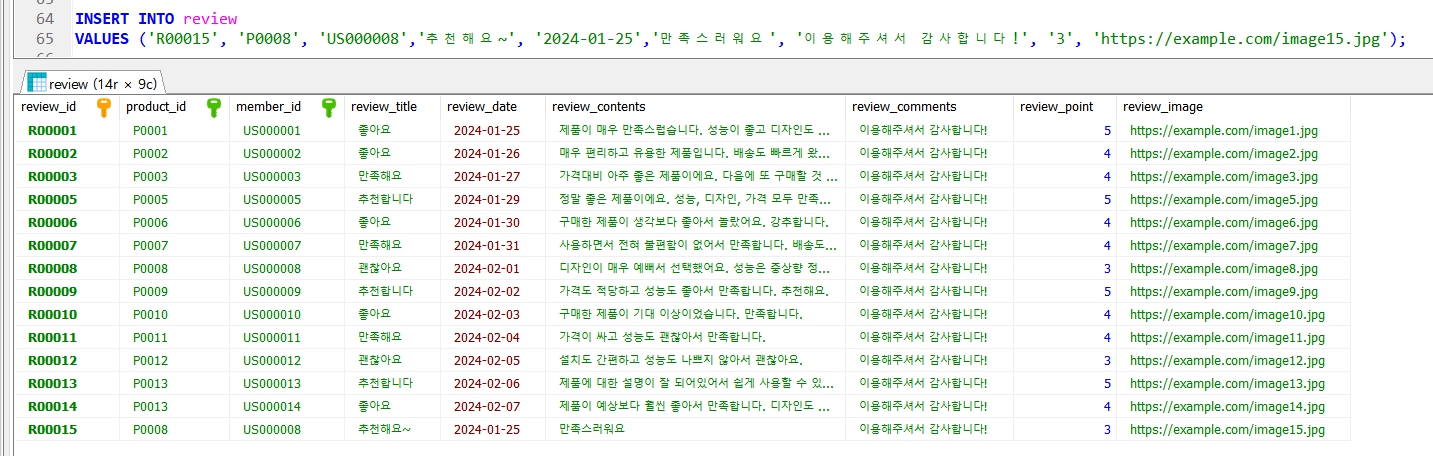 64 INSERT INTO review
65 VALUES ('R00015', 'P0008', 'US000008','추천해요~', '2024-01-25','만족스러워요', '이용해주셔서 감사합니다!', '3', 'https://example.com/image15.jpg');
review (14r × 9c)
review_id product_id member_id review_title review_date review_contents review_comments review_point review_image
R00001 P0001 US000001 좋아요 2024-01-25 제품이 매우 만족스럽습니다. 성능이 좋고 디자인도 ... 이용해주셔서 감사합니다! 5 https://example.com/image1.jpg
R00002 P0002 US000002 좋아요 2024-01-26 매우 편리하고 유용한 제품입니다. 배송도 빠르게 왔... 이용해주셔서 감사합니다! 4 https://example.com/image2.jpg
R00003 P0003 US000003 만족해요 2024-01-27 가격대비 아주 좋은 제품이에요. 다음에 또 구매할 것 ... 이용해주셔서 감사합니다! 4 https://example.com/image3.jpg
R00005 P0005 US000005 추천합니다 2024-01-29 정말 좋은 제품이에요. 성능, 디자인, 가격 모두 만족... 이용해주셔서 감사합니다! 5 https://example.com/image5.jpg
R00006 P0006 US000006 좋아요 2024-01-30 구매한 제품이 생각보다 좋아서 놀랐어요. 강추합니다. 이용해주셔서 감사합니다! 4 https://example.com/image6.jpg
R00007 P0007 US000007 만족해요 2024-01-31 사용하면서 전혀 불편함이 없어서 만족합니다. 배송도... 이용해주셔서 감사합니다! 4 https://example.com/image7.jpg
R00008 P0008 US000008 괜찮아요 2024-02-01 디자인이 매우 예뻐서 선택했어요. 성능은 중상향 정... 이용해주셔서 감사합니다! 3 https://example.com/image8.jpg
R00009 P0009 US000009 추천합니다 2024-02-02 가격도 적당하고 성능도 좋아서 만족합니다. 추천해요. 이용해주셔서 감사합니다! 5 https://example.com/image9.jpg
R00010 P0010 US000010 좋아요 2024-02-03 구매한 제품이 기대 이상이었습니다. 만족합니다. 이용해주셔서 감사합니다! 4 https://example.com/image10.jpg
R00011 P0011 US000011 만족해요 2024-02-04 가격이 싸고 성능도 괜찮아서 만족합니다. 이용해주셔서 감사합니다! 4 https://example.com/image11.jpg
R00012 P0012 US000012 괜찮아요 2024-02-05 설치도 간편하고 성능도 나쁘지 않아서 괜찮아요. 이용해주셔서 감사합니다! 3 https://example.com/image12.jpg
R00013 P0013 US000013 추천합니다 2024-02-06 제품에 대한 설명이 잘 되어있어서 쉽게 사용할 수 있... 이용해주셔서 감사합니다! 5 https://example.com/image13.jpg
R00014 P0013 US000014 좋아요 2024-02-07 제품이 예상보다 훨씬 좋아서 만족합니다. 디자인도 ... 이용해주셔서 감사합니다! 4 https://example.com/image14.jpg
R00015 P0008 US000008 추천해요~ 2024-01-25 만족스러워요 이용해주셔서 감사합니다! 3 https://example.com/image15.jpg